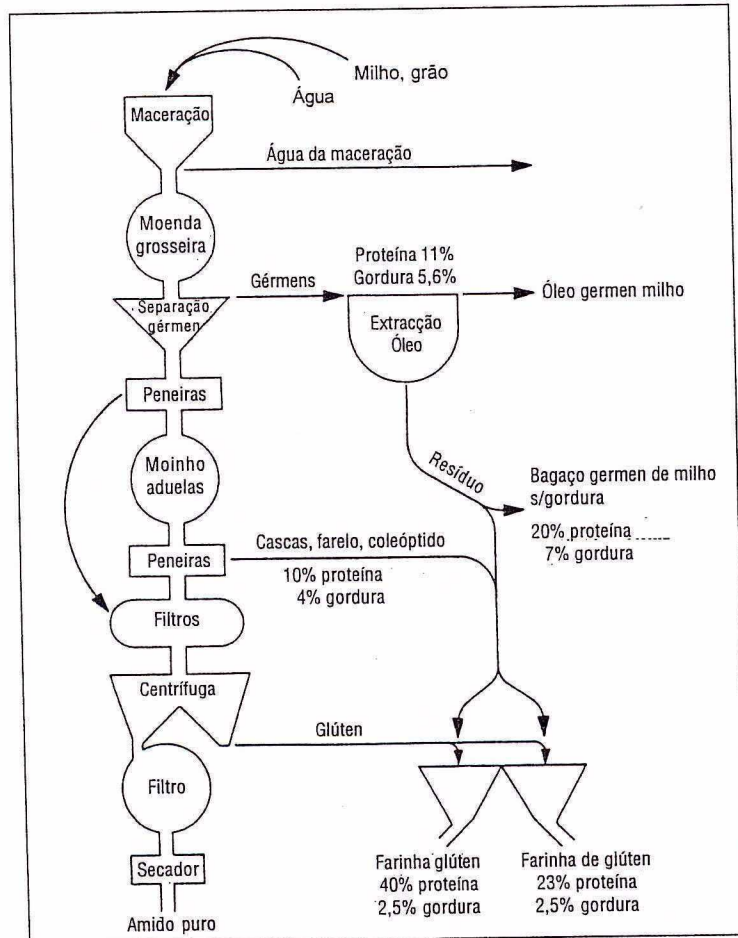 Milho, grão
Água
Maceração
Água da maceração
Moenda
grosseira
Proteína 11%
Gordura 5,6%
Gérmens
Óleo germen milho
Separação
gérmen
Extracção
Óleo
Peneiras
Resíduo
Moinho
aduelas
Bagaço germen de milho
s/gordura
20% proteína
7% gordura
Cascas, farelo, coleóptido
Peneiras
10% proteína
4% gordura
Filtros
Centrífuga
Glúten
Filtro
Farinha glúten
40% proteína
2,5% gordura
Farinha de glúten
23% proteína
2,5% gordura
Secador
Amido puro